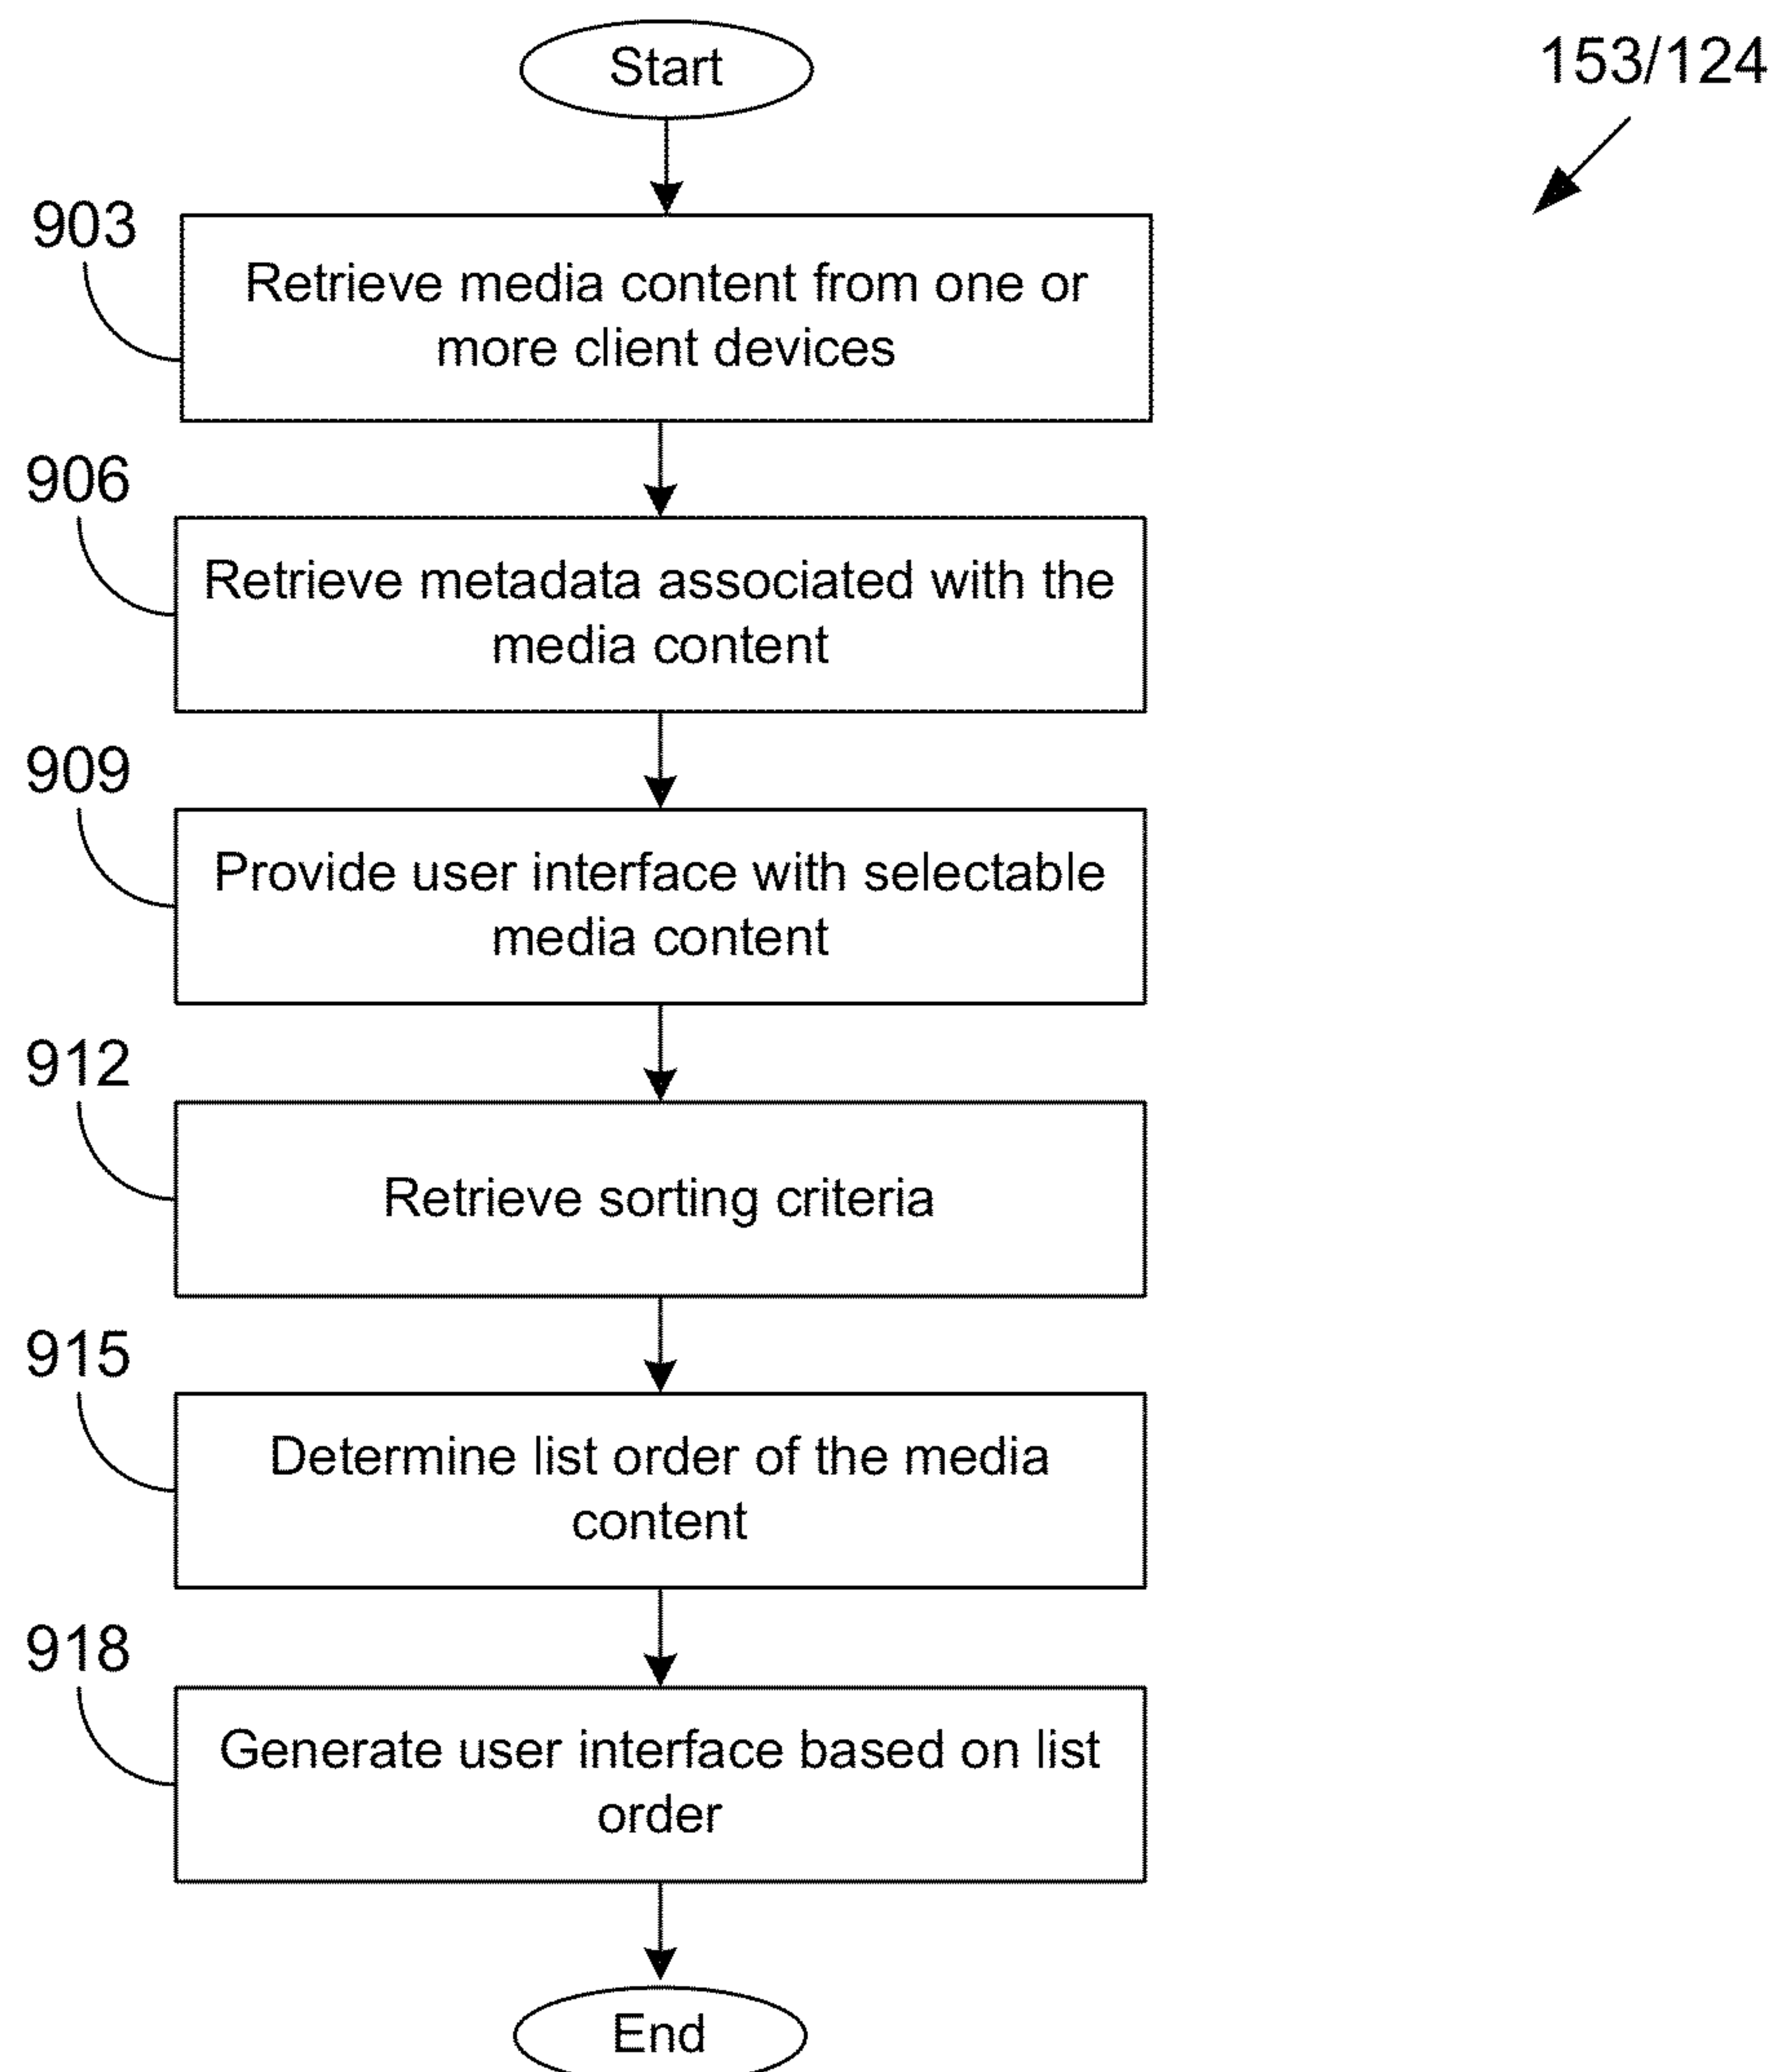 Start
153/124
903
Retrieve media content from one or
more client devices
906
Retrieve metadata associated with the
media content
909
Provide user interface with selectable
media content
912
Retrieve sorting criteria
915
Determine list order of the media
content
918
Generate user interface based on list
order
End